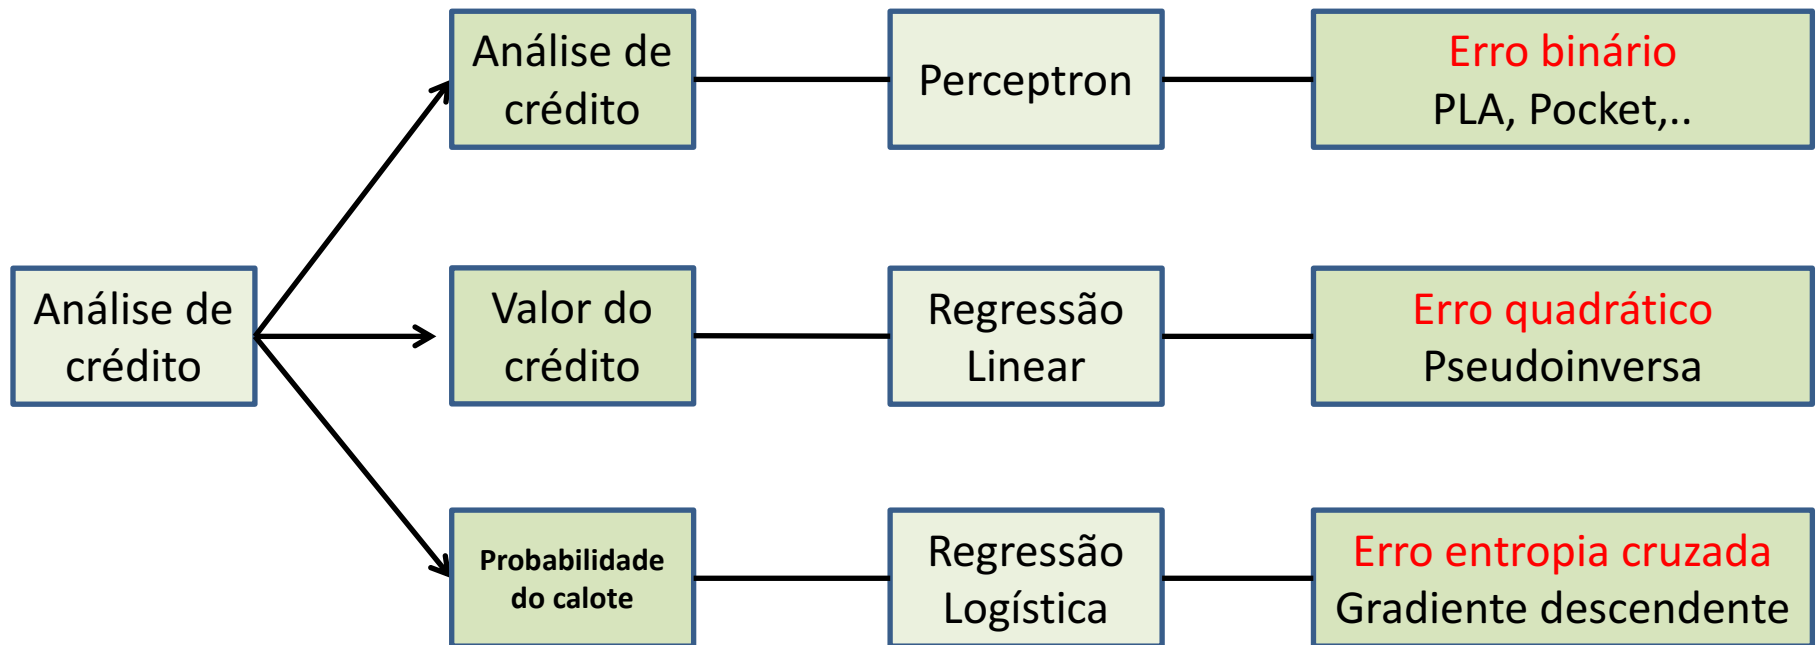 Análise de
crédito
Análise de
crédito
Perceptron
Erro binário
PLA, Pocket,..
Valor do
crédito
Regressão
Linear
Erro quadrático
Pseudoinversa
Probabilidade
do calote
Regressão
Logística
Erro entropia cruzada
Gradiente descendente